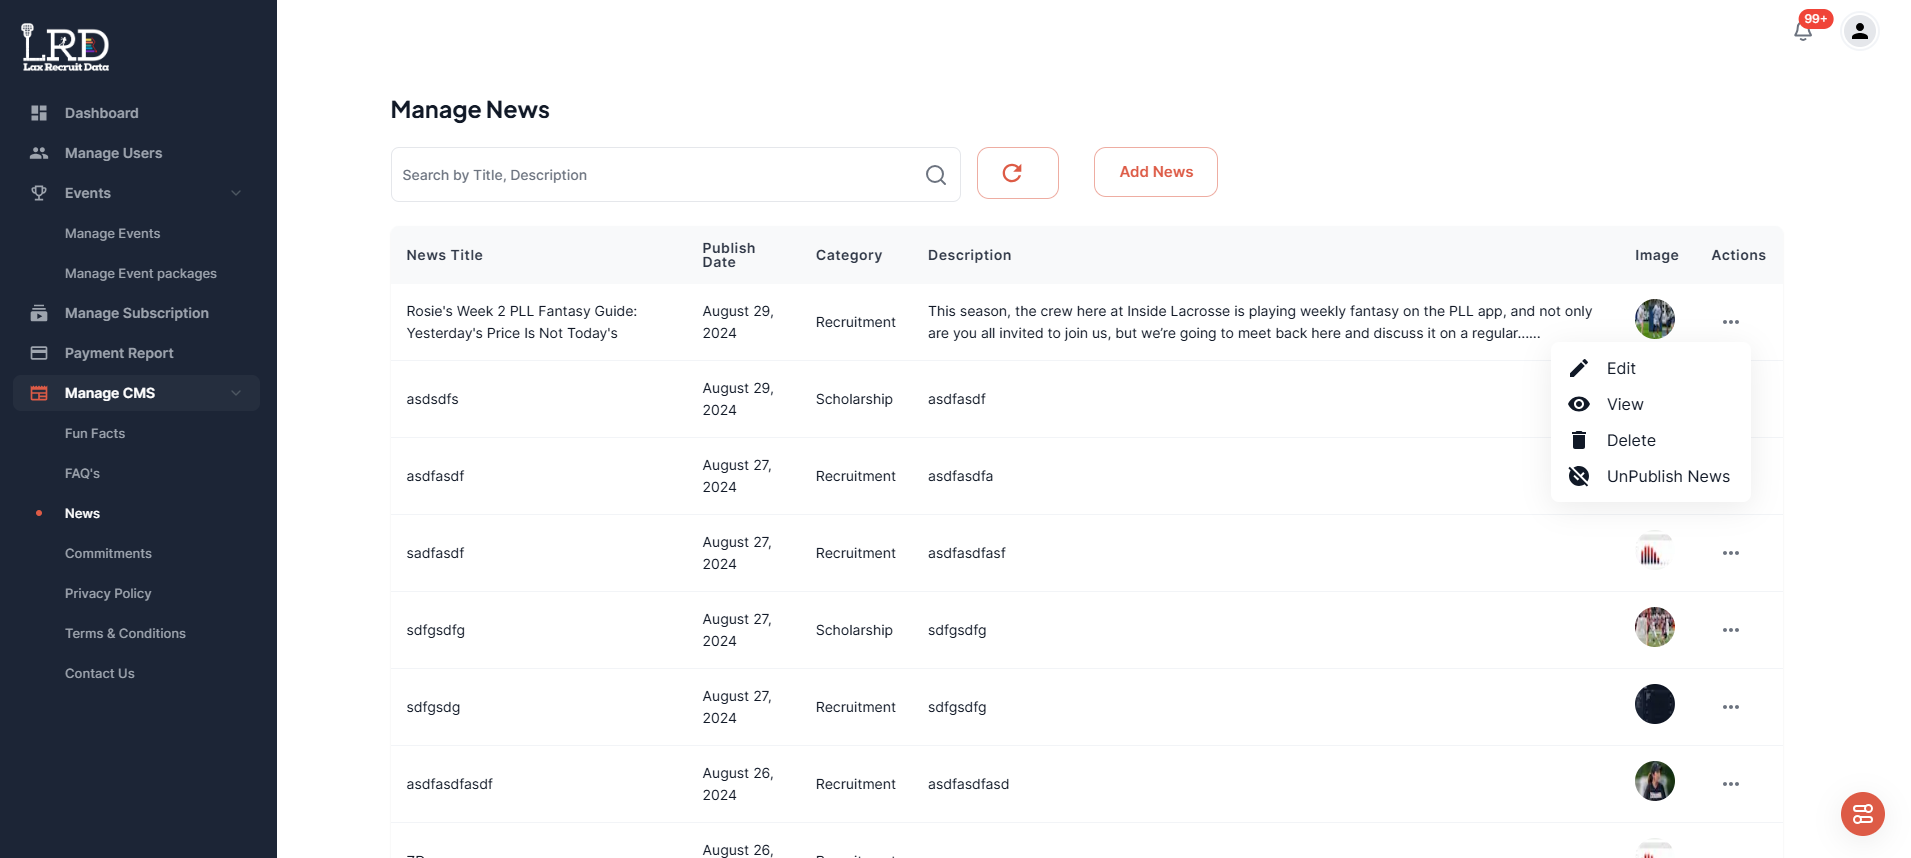 LRD
Lax Recruit Data
99+
Dashboard
Manage Users
Events
Manage Events
Manage Event packages
Manage Subscription
Payment Report
Manage CMS
Fun Facts
FAQ's
News
Commitments
Privacy Policy
Terms & Conditions
Contact Us
Manage News
Search by Title, Description
Add News
News Title
Publish
Date
Category
Description
Image
Actions
Rosie's Week 2 PLL Fantasy Guide:
Yesterday's Price Is Not Today's
August 29,
2024
Recruitment
This season, the crew here at Inside Lacrosse is playing weekly fantasy on the PLL app, and not only
are you all invited to join us, but we’re going to meet back here and discuss it on a regular......
Edit
View
Delete
UnPublish News
asdsdfs
August 29,
2024
Scholarship
asdfasdf
asdfasdf
August 27,
2024
Recruitment
asdfasdfa
sadfasdf
August 27,
2024
Recruitment
asdfasdfasf
sdfgsdfg
August 27,
2024
Scholarship
sdfgsdfg
sdfgsdg
August 27,
2024
Recruitment
sdfgsdfg
asdfasdfasdf
August 26,
2024
Recruitment
asdfasdfasd
August 26,